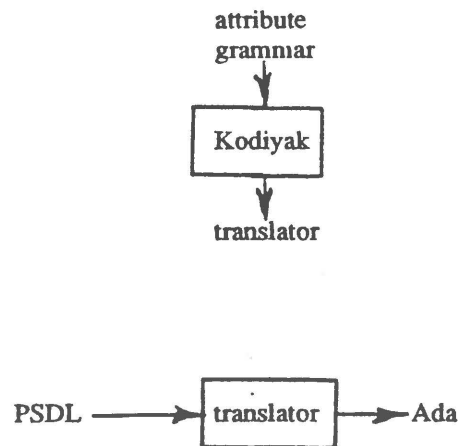 attribute
grammar
Kodiyak
translator
PSDL translator Ada